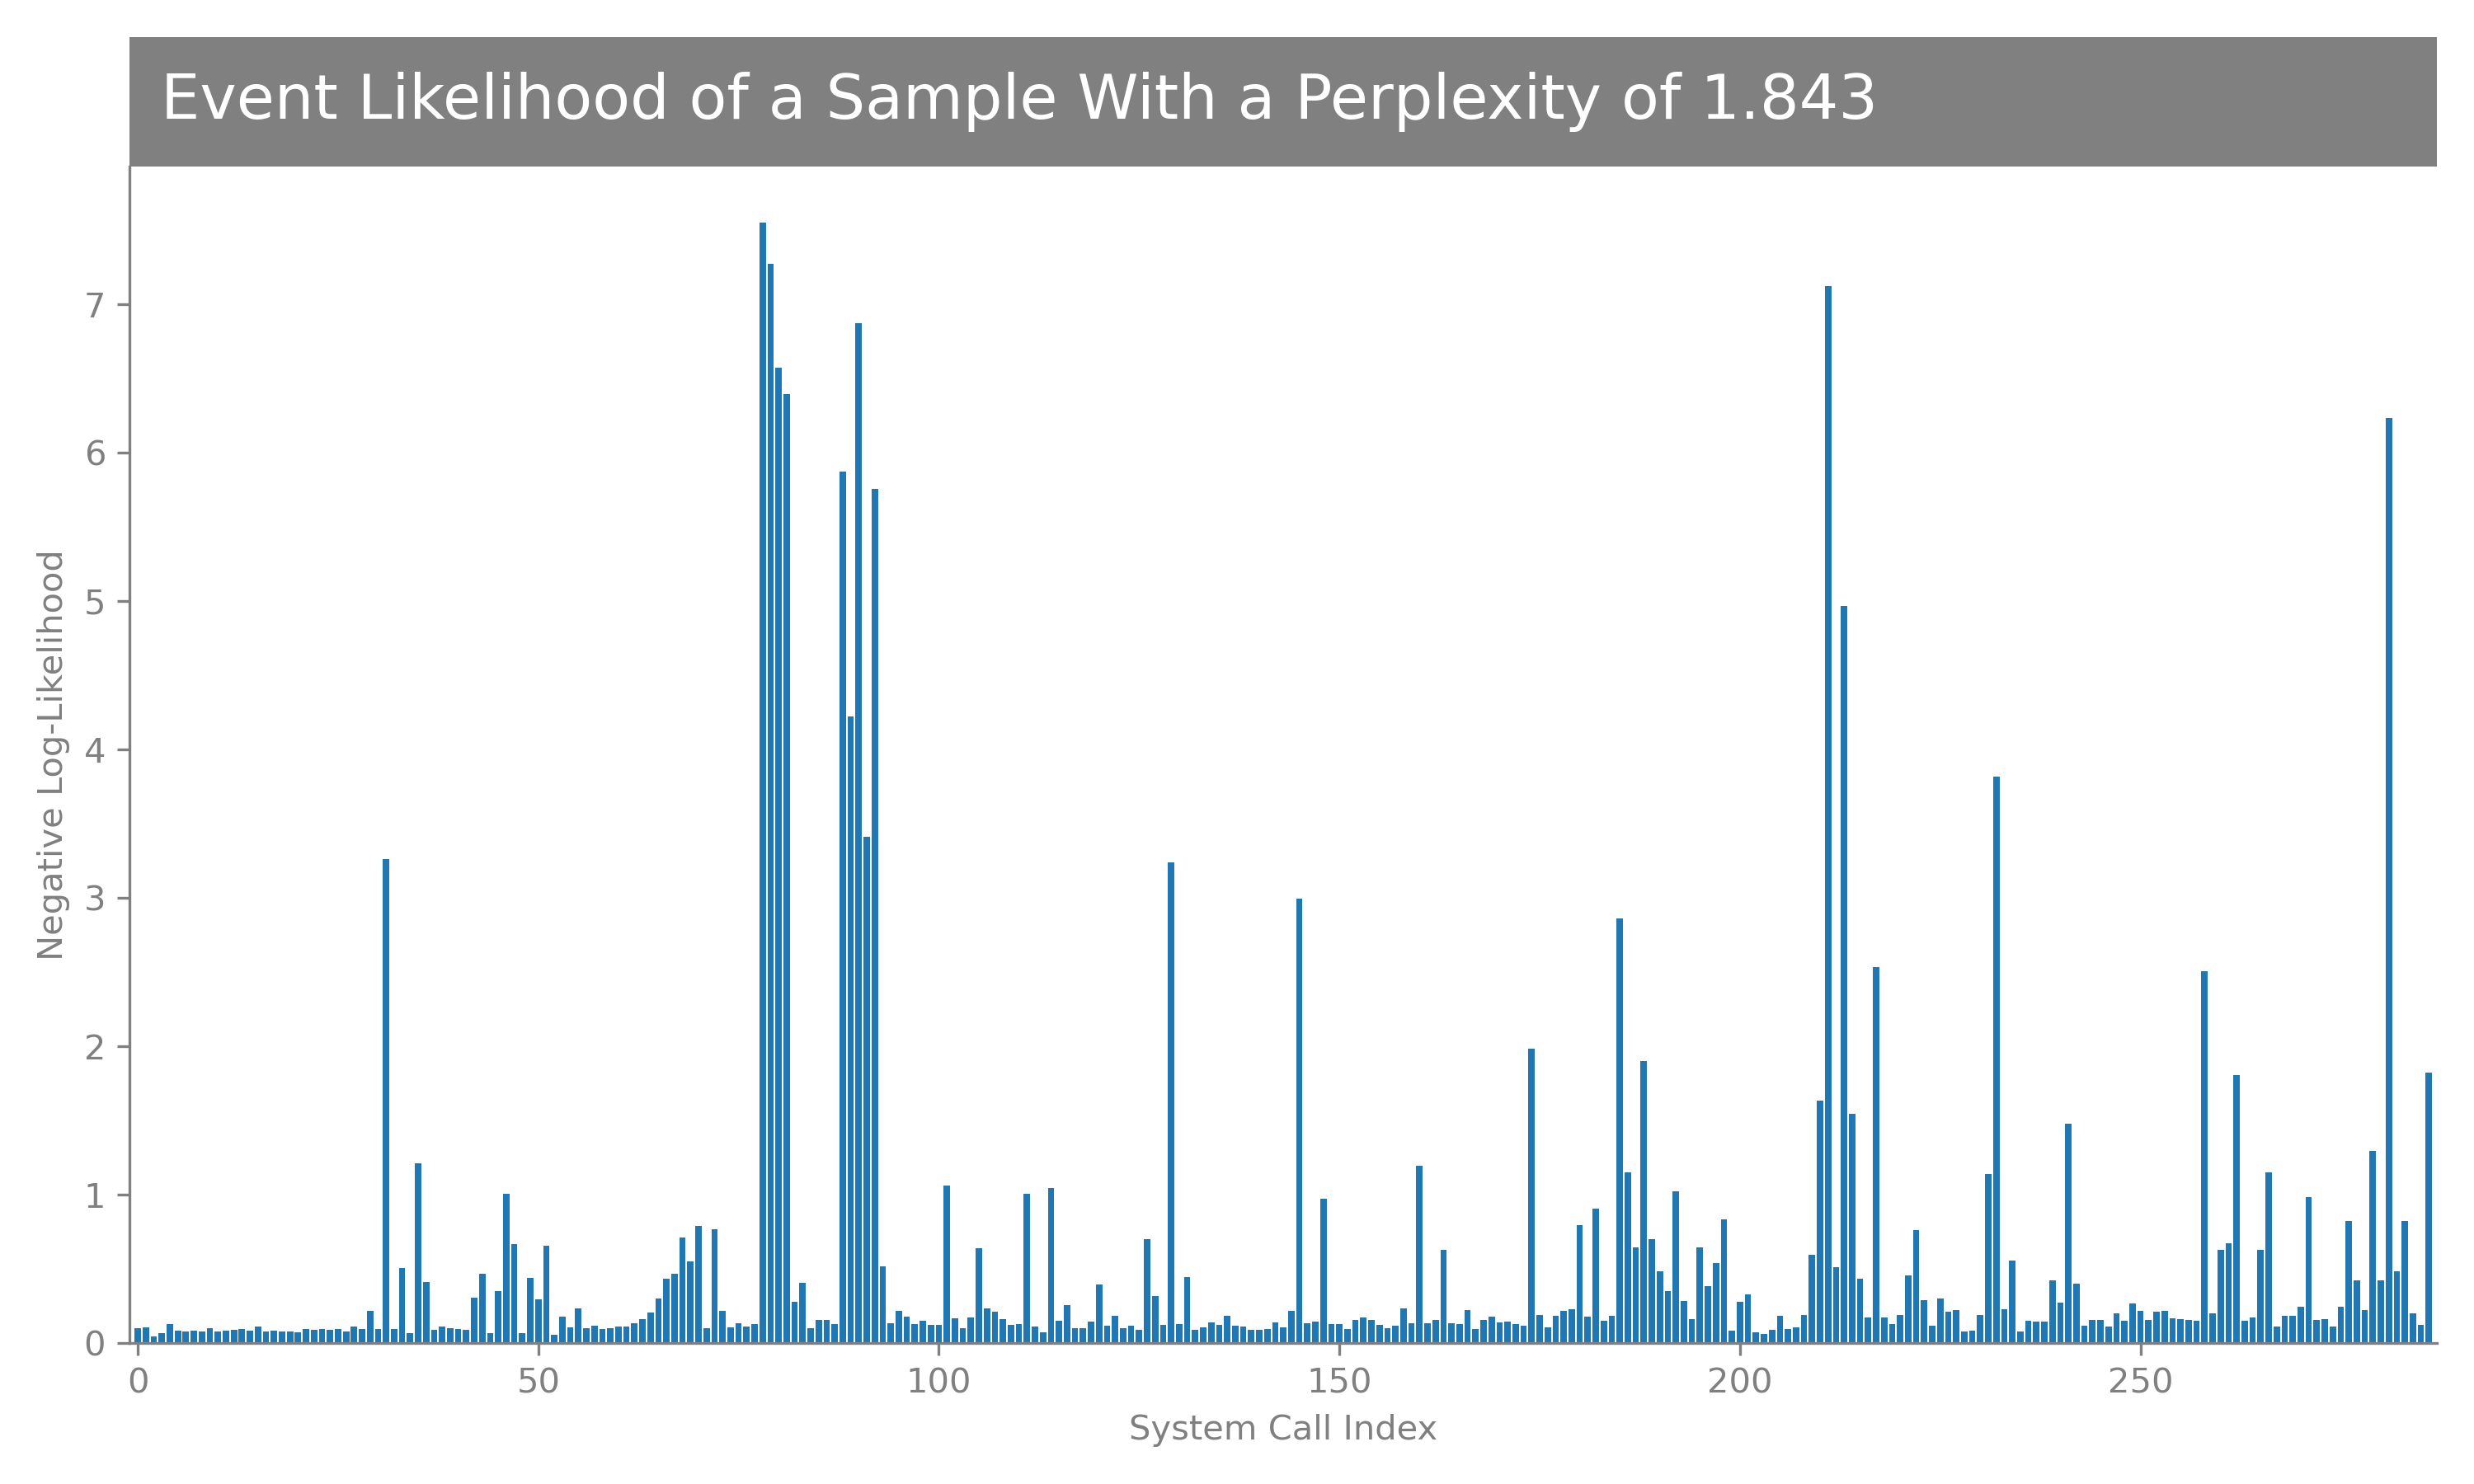 Event Likelihood of a Sample With a Perplexity of 1.843
Negative Log-Likelihood
7
6
5
4
3
2
1
0
0 50 100 150 200 250
System Call Index